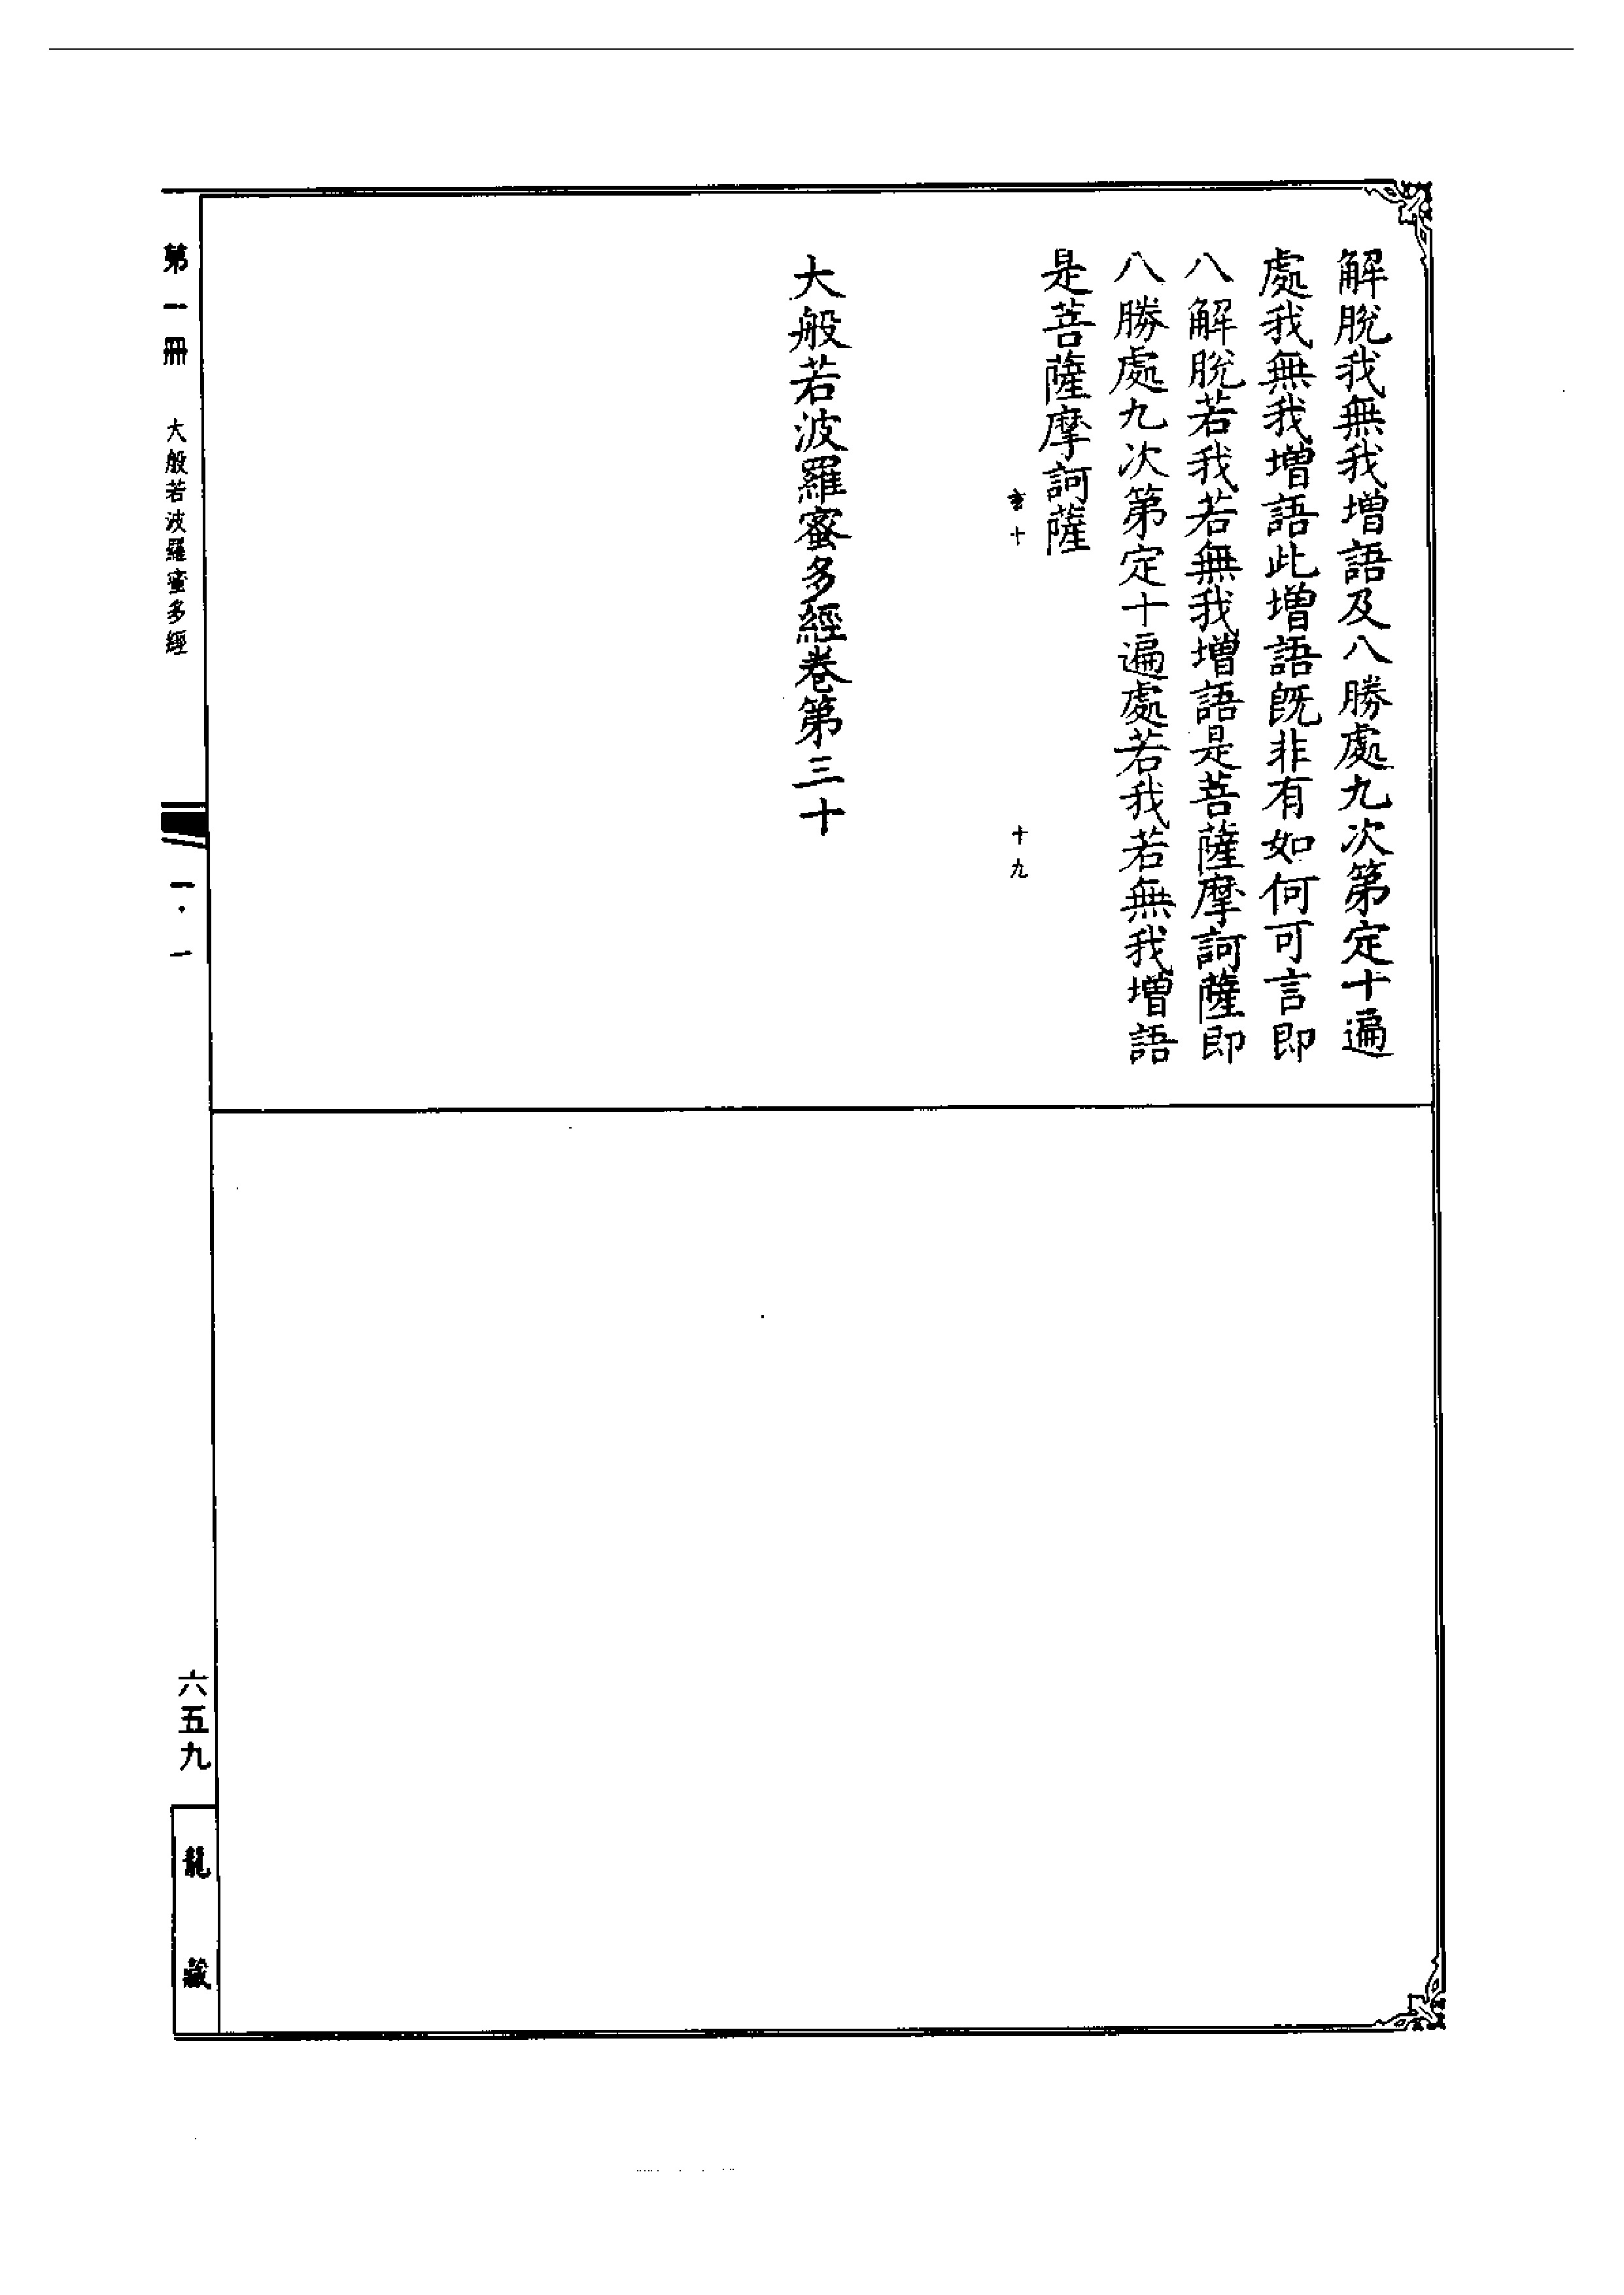 解脫我無我增語及八勝處九次第定十遍
處我無我增語此增語旣非有如何可言即
八解脫若我若無我增語是菩薩摩訶薩即
八勝處九次第定十遍處若我若無我增語
是菩薩摩訶薩
十
十九
大般若波羅蜜多經卷第三十
第一冊 大般若波羅蜜多經
一·一
六五九
龍藏